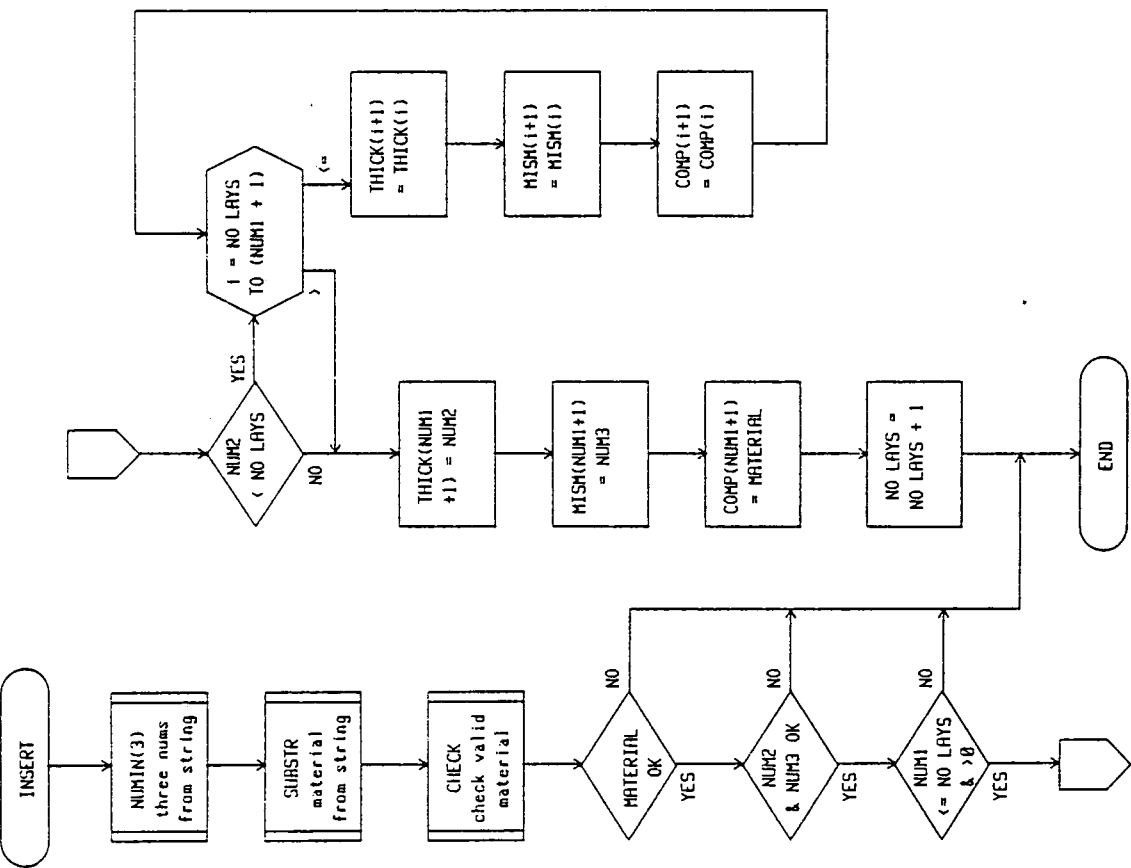 INSERT
NUMIN(3)
three nums
from string
SUBSTR
material
from string
CHECK
check valid
material
MATERIAL
OK
NO
YES
NUM2
& NUM3 OK
NO
YES
NUM1
<= NO LAYS
& >0
NO
YES
NUM2
< NO LAYS
YES
NO
i = NO LAYS
TO (NUM1 + 1)
<=
>
THICK(i+1)
= THICK(i)
MISM(i+1)
= MISM(i)
COMP(i+1)
= COMP(i)
THICK(NUM1
+1) = NUM2
MISM(NUM1+1)
= NUM3
COMP(NUM1+1)
= MATERIAL
NO LAYS =
NO LAYS + 1
END